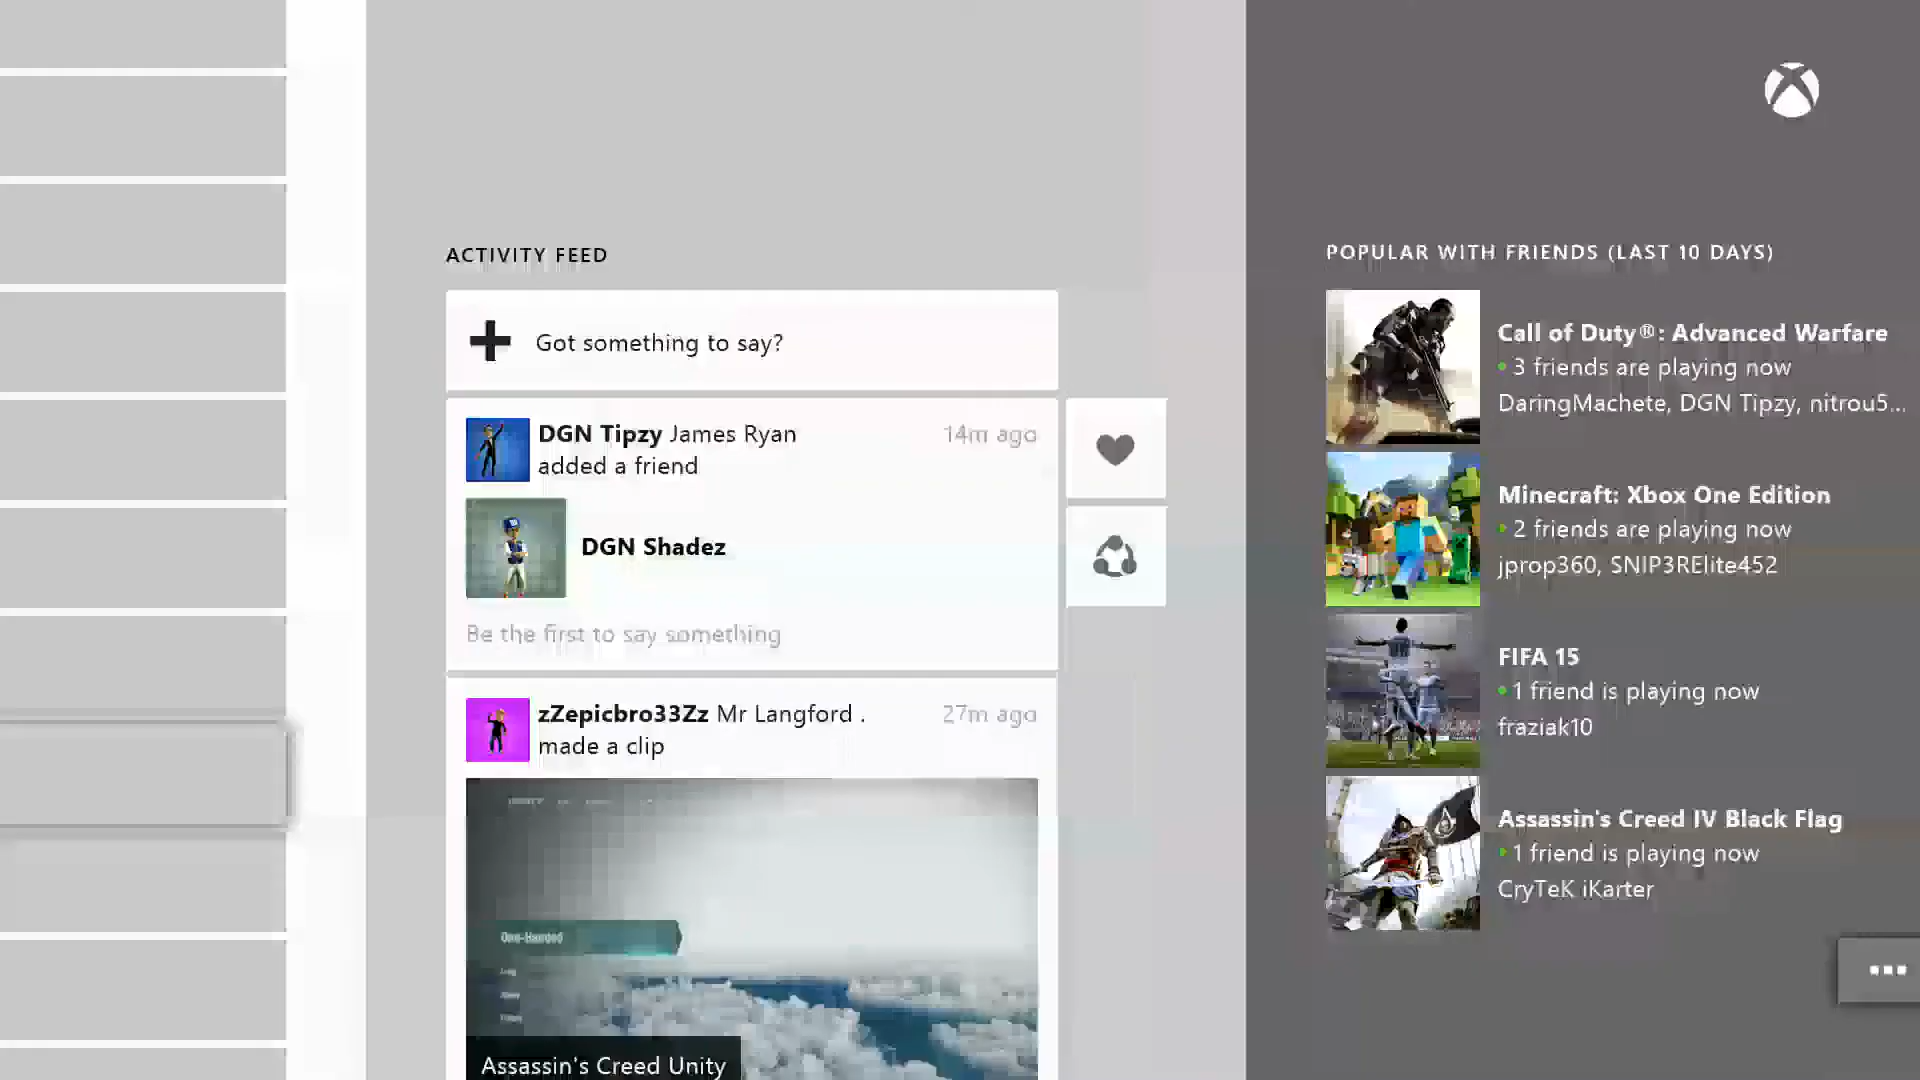 ACTIVITY FEED
Got something to say?
DGN Tipzy James Ryan
14m ago
added a friend
DGN Shadez
Be the first to say something
zZepicbro33Zz Mr Langford .
27m ago
made a clip
One-Handed
Assassin's Creed Unity
POPULAR WITH FRIENDS (LAST 10 DAYS)
Call of Duty®: Advanced Warfare
3 friends are playing now
DaringMachete, DGN Tipzy, nitrou5...
Minecraft: Xbox One Edition
2 friends are playing now
jprop360, SNIP3RElite452
FIFA 15
1 friend is playing now
fraziak10
Assassin's Creed IV Black Flag
1 friend is playing now
CryTeK iKarter